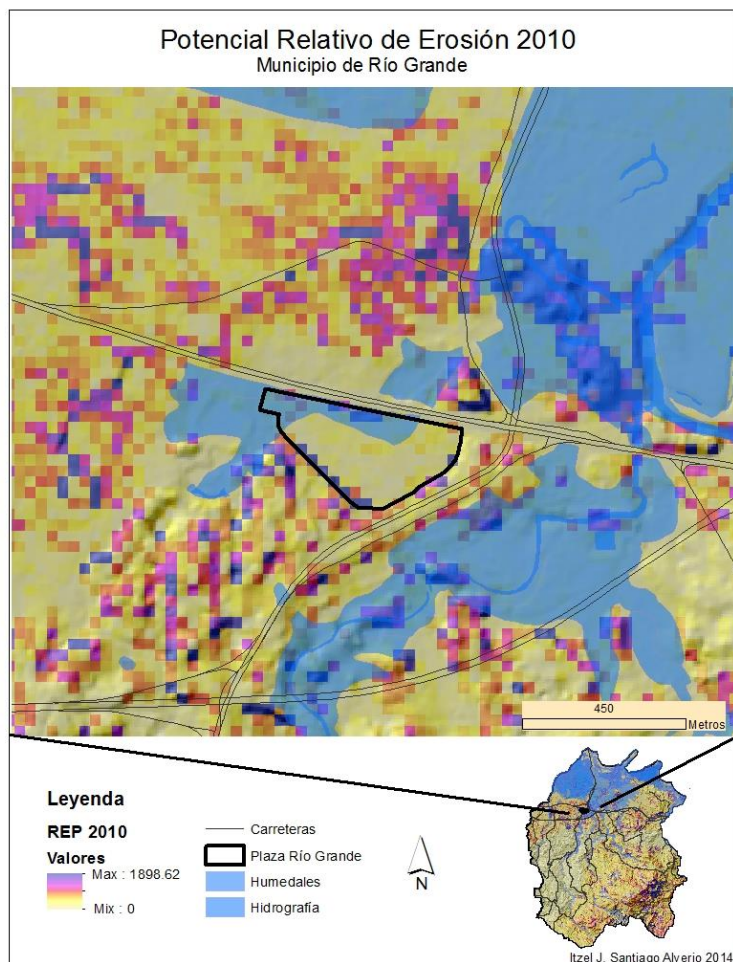 Potencial Relativo de Erosión 2010
Municipio de Río Grande
450
Metros
Leyenda
REP 2010
Valores
Max : 1898.62
Mix : 0
Carreteras
Plaza Río Grande
Humedales
Hidrografía
N
Itzel J. Santiago Alverio 2014